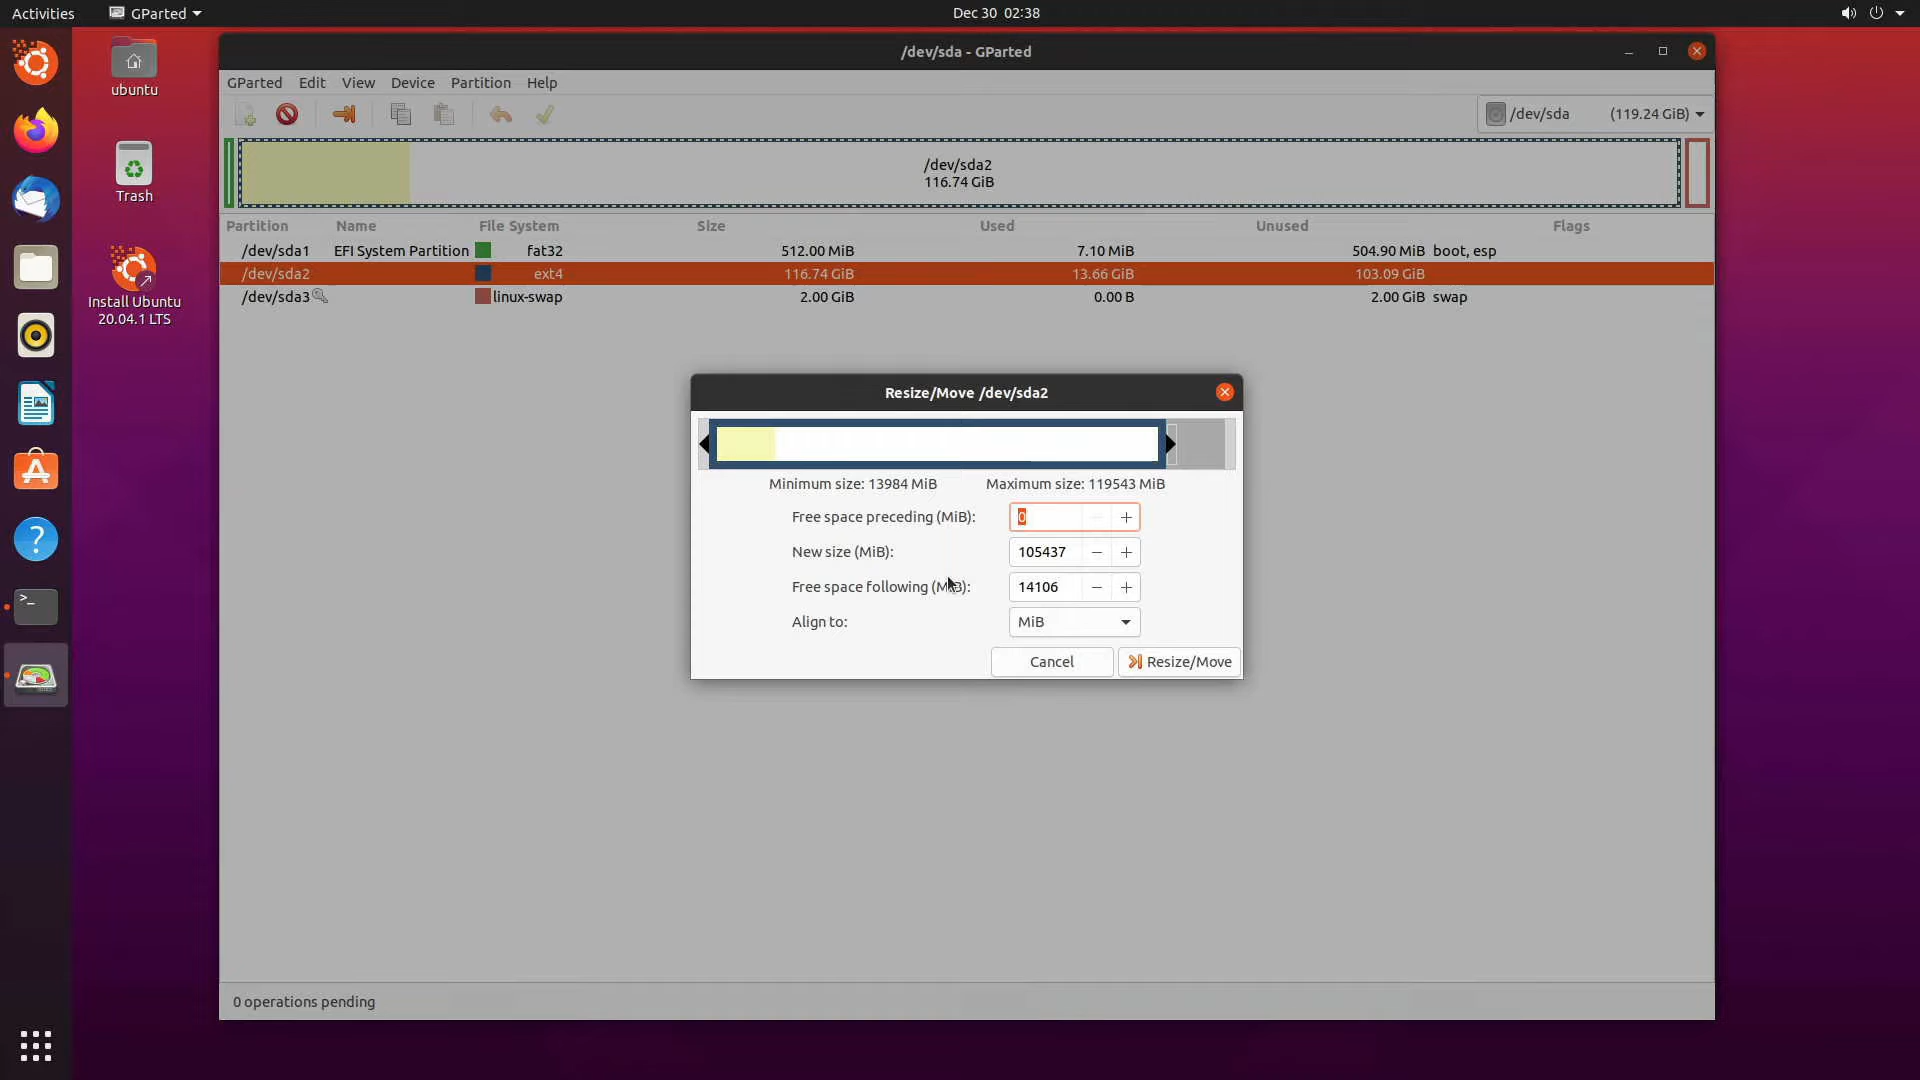 Activities
GParted
Dec 30 02:38
ubuntu
Trash
Install Ubuntu
20.04.1 LTS
/dev/sda - GParted
GParted Edit View Device Partition Help
/dev/sda (119.24 GiB)
/dev/sda2
116.74 GiB
Partition Name File System Size Used Unused Flags
/dev/sda1 EFI System Partition fat32 512.00 MiB 7.10 MiB 504.90 MiB boot, esp
/dev/sda2 ext4 116.74 GiB 13.66 GiB 103.09 GiB
/dev/sda3 linux-swap 2.00 GiB 0.00 B 2.00 GiB swap
Resize/Move /dev/sda2
Minimum size: 13984 MiB Maximum size: 119543 MiB
Free space preceding (MiB): 0
New size (MiB): 105437
Free space following (MiB): 14106
Align to: MiB
Cancel Resize/Move
0 operations pending